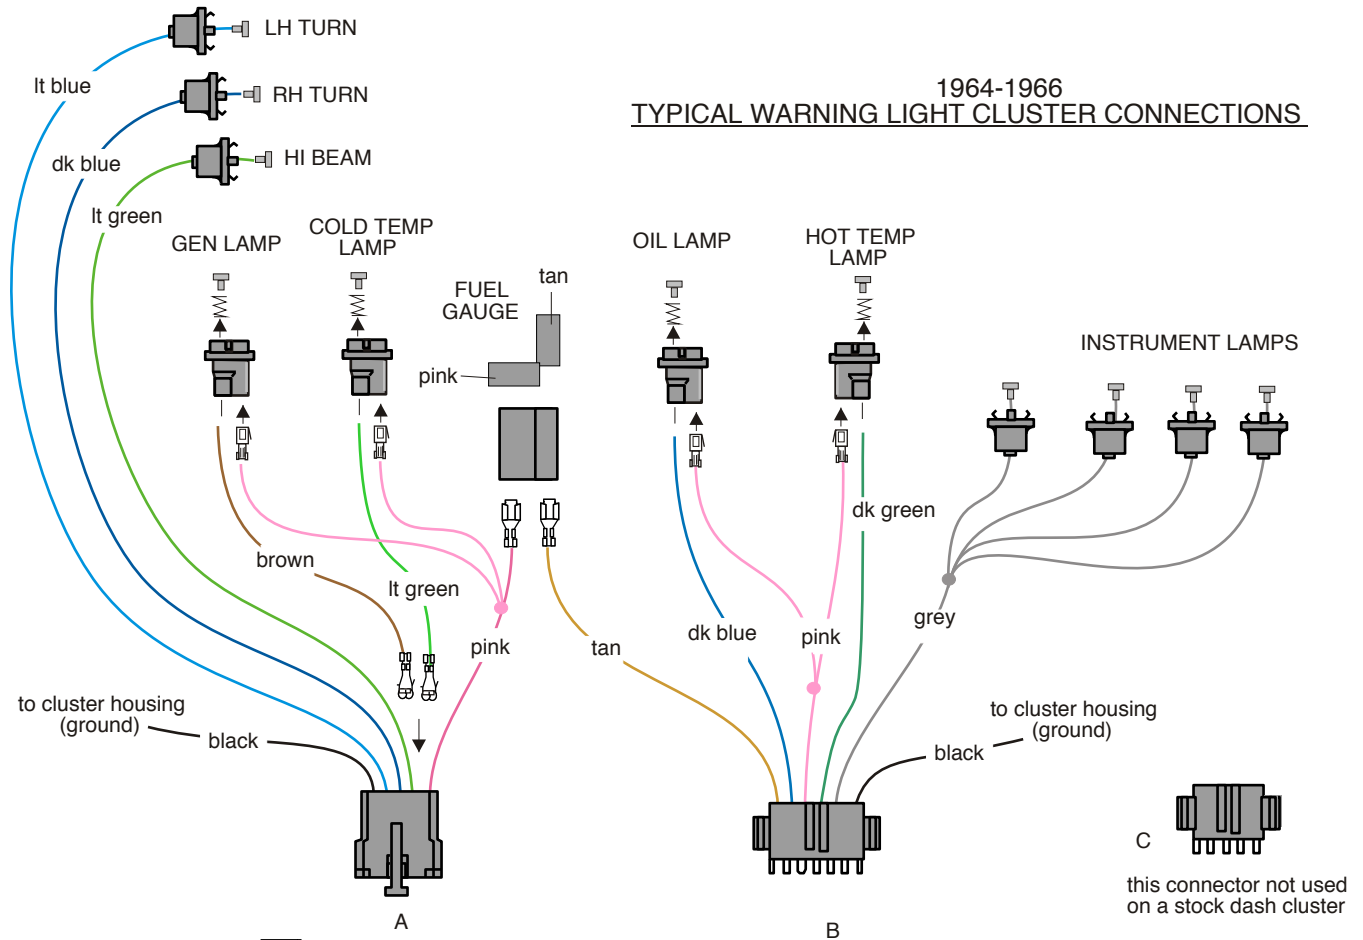 LH TURN
lt blue
RH TURN
1964-1966
TYPICAL WARNING LIGHT CLUSTER CONNECTIONS
dk blue
HI BEAM
lt green
GEN LAMP
COLD TEMP
LAMP
FUEL
GAUGE
tan
pink
OIL LAMP
HOT TEMP
LAMP
INSTRUMENT LAMPS
brown
lt green
pink
tan
dk blue
pink
dk green
grey
to cluster housing
(ground)
black
to cluster housing
(ground)
black
A
B
C
this connector not used
on a stock dash cluster